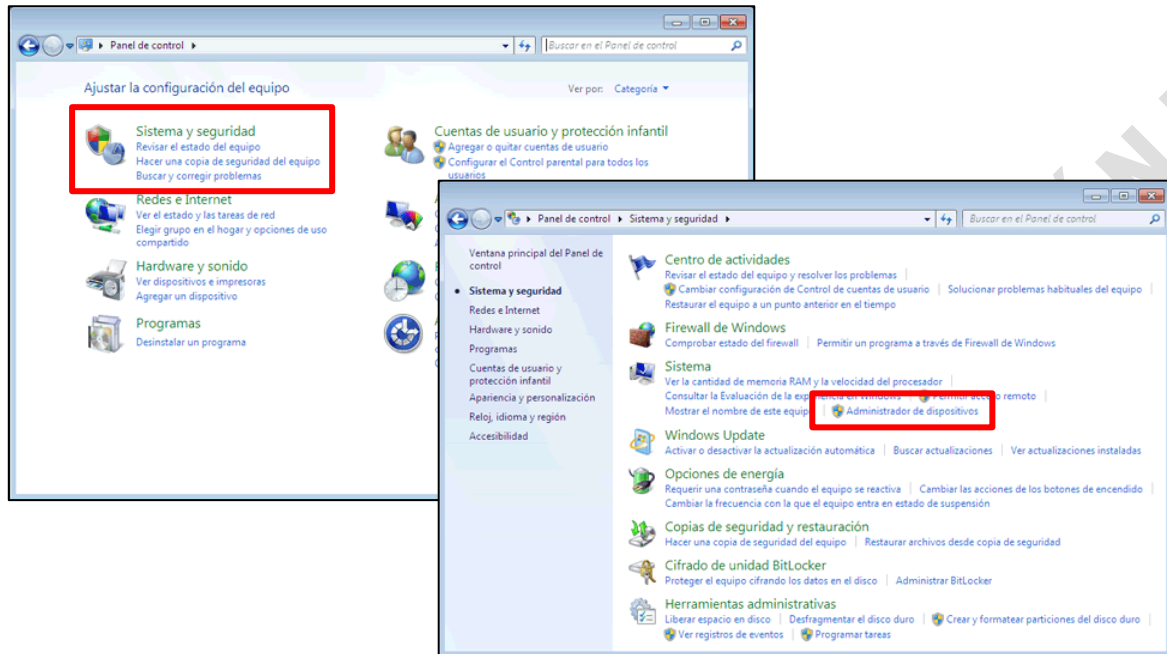 Panel de control
Buscar en el Panel de control
Ajustar la configuración del equipo
Ver por: Categoría
Sistema y seguridad
Revisar el estado del equipo
Hacer una copia de seguridad del equipo
Buscar y corregir problemas
Redes e Internet
Ver el estado y las tareas de red
Elegir grupo en el hogar y opciones de uso
compartido
Hardware y sonido
Ver dispositivos e impresoras
Agregar un dispositivo
Programas
Desinstalar un programa
Cuentas de usuario y protección infantil
Agregar o quitar cuentas de usuario
Configurar el Control parental para todos los
usuarios
Panel de control Sistema y seguridad
Buscar en el Panel de control
Ventana principal del Panel de
control
Sistema y seguridad
Redes e Internet
Hardware y sonido
Programas
Cuentas de usuario y
protección infantil
Apariencia y personalización
Reloj, idioma y región
Accesibilidad
Centro de actividades
Revisar el estado del equipo y resolver los problemas
Cambiar configuración de Control de cuentas de usuario Solucionar problemas habituales del equipo
Restaurar el equipo a un punto anterior en el tiempo
Firewall de Windows
Comprobar estado del firewall Permitir un programa a través de Firewall de Windows
Sistema
Ver la cantidad de memoria RAM y la velocidad del procesador
Consultar la Evaluación de la experiencia en Windows Permitir acceso remoto
Mostrar el nombre de este equipo Administrador de dispositivos
Windows Update
Activar o desactivar la actualización automática Buscar actualizaciones Ver actualizaciones instaladas
Opciones de energía
Requerir una contraseña cuando el equipo se reactiva Cambiar las acciones de los botones de encendido
Cambiar la frecuencia con la que el equipo entra en estado de suspensión
Copias de seguridad y restauración
Hacer una copia de seguridad del equipo Restaurar archivos desde copia de seguridad
Cifrado de unidad BitLocker
Proteger el equipo cifrando los datos en el disco Administrar BitLocker
Herramientas administrativas
Liberar espacio en disco Desfragmentar el disco duro Crear y formatear particiones del disco duro
Ver registros de eventos Programar tareas